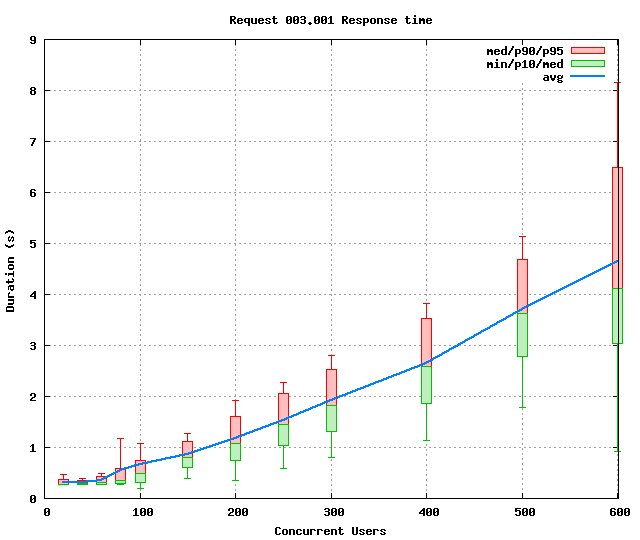 Request 003.001 Response time
med/p90/p95
min/p10/med
avg
9
8
7
6
5
4
3
2
1
0
Duration (s)
0 100 200 300 400 500 600
Concurrent Users